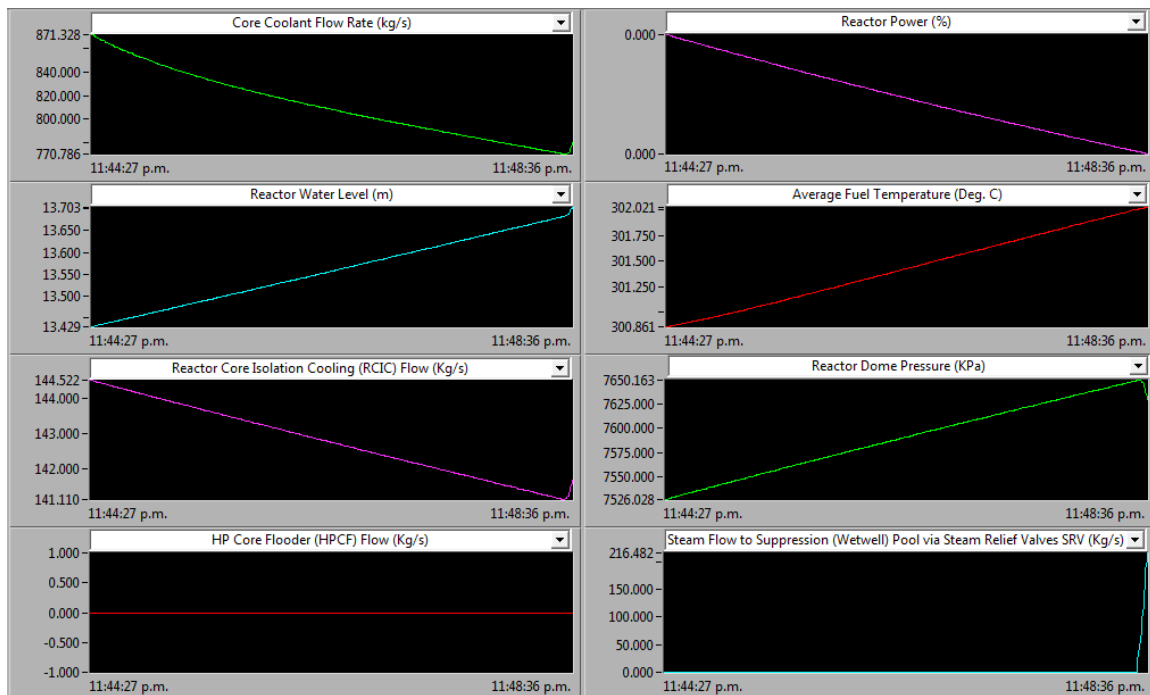 Core Coolant Flow Rate (kg/s)
871.328
840.000
820.000
800.000
770.786
11:44:27 p.m.
11:48:36 p.m.
Reactor Power (%)
0.000
0.000
11:44:27 p.m.
11:48:36 p.m.
Reactor Water Level (m)
13.703
13.650
13.600
13.550
13.500
13.429
11:44:27 p.m.
11:48:36 p.m.
Average Fuel Temperature (Deg. C)
302.021
301.750
301.500
301.250
300.861
11:44:27 p.m.
11:48:36 p.m.
Reactor Core Isolation Cooling (RCIC) Flow (Kg/s)
144.522
144.000
143.000
142.000
141.110
11:44:27 p.m.
11:48:36 p.m.
Reactor Dome Pressure (KPa)
7650.163
7625.000
7600.000
7575.000
7550.000
7526.028
11:44:27 p.m.
11:48:36 p.m.
HP Core Flooder (HPCF) Flow (Kg/s)
1.000
0.500
0.000
-0.500
-1.000
11:44:27 p.m.
11:48:36 p.m.
Steam Flow to Suppression (Wetwell) Pool via Steam Relief Valves SRV (Kg/s)
216.482
150.000
100.000
50.000
0.000
11:44:27 p.m.
11:48:36 p.m.